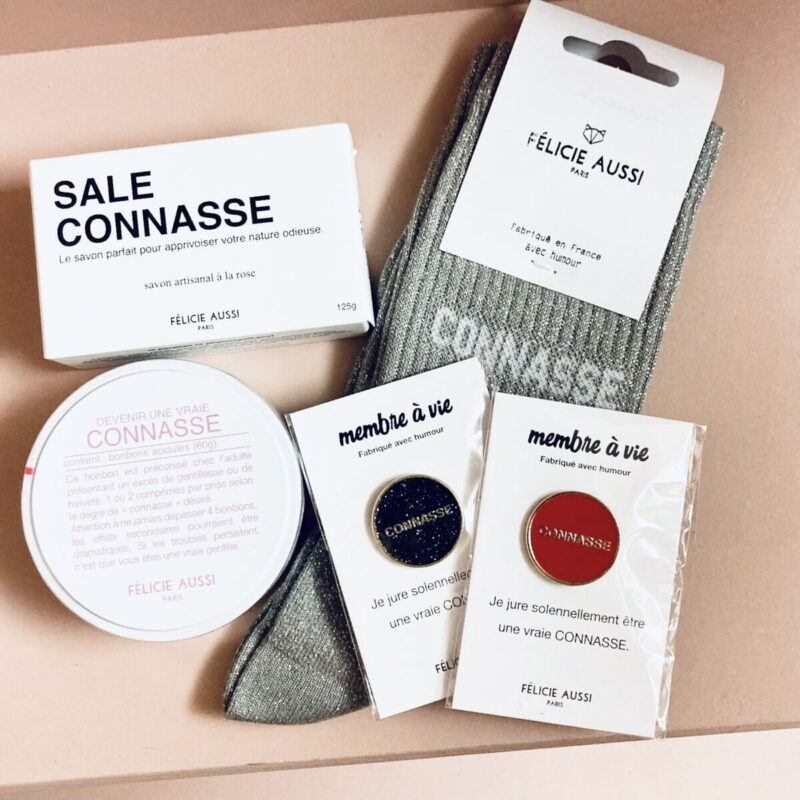 SALE
CONNASSE
Le savon parfait pour apprivoiser votre nature odieuse.
savon artisanal à la rose
125g
FÉLICIE AUSSI
PARIS
FÉLICIE AUSSI
PARIS
Fabriqué en France
avec humour
CONNASSE
DEVENIR UNE VRAIE
CONNASSE
contient : bonbons acidulés (60g)
Ce bonbon est préconisé chez l'adulte
présentant un excès de gentillesse ou de
naïveté. 1 ou 2 comprimés par prise selon
le degré de « connasse » désiré.
Attention à ne jamais dépasser 4 bonbons,
les effets secondaires pourraient être
dramatiques. Si les troubles persistent,
c'est que vous êtes une vraie gentille.
FÉLICIE AUSSI
PARIS
membre à vie
Fabriqué avec humour
CONNASSE
Je jure solennellement
une vraie CON
FÉLI
membre à vie
Fabriqué avec humour
CONNASSE
Je jure solennellement être
une vraie CONNASSE.
FÉLICIE AUSSI
PARIS